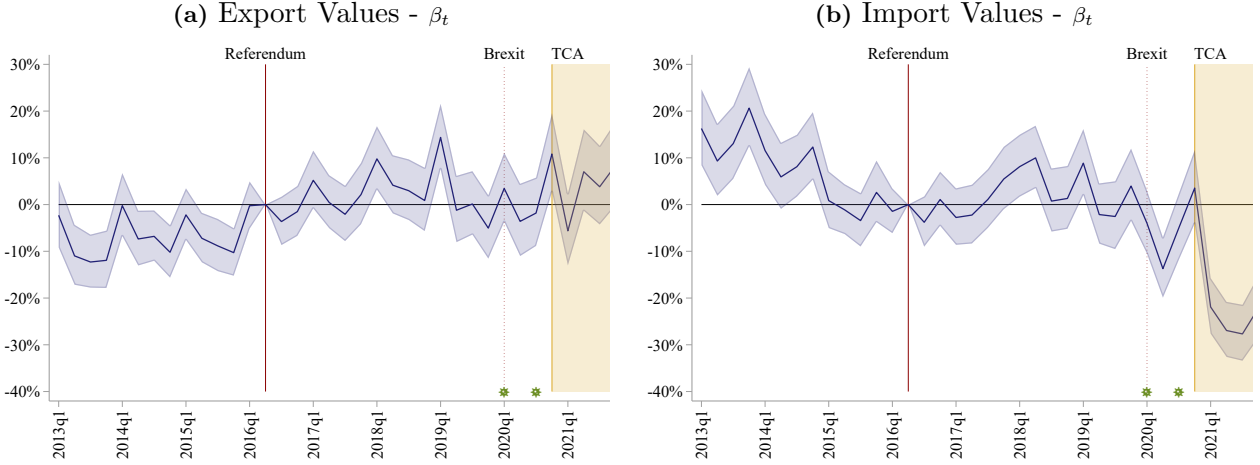 (a) Export Values - βt
Referendum Brexit TCA
30%
20%
10%
0%
-10%
-20%
-30%
-40%
2013q1 2014q1 2015q1 2016q1 2017q1 2018q1 2019q1 2020q1 2021q1
(b) Import Values - βt
Referendum Brexit TCA
30%
20%
10%
0%
-10%
-20%
-30%
-40%
2013q1 2014q1 2015q1 2016q1 2017q1 2018q1 2019q1 2020q1 2021q1